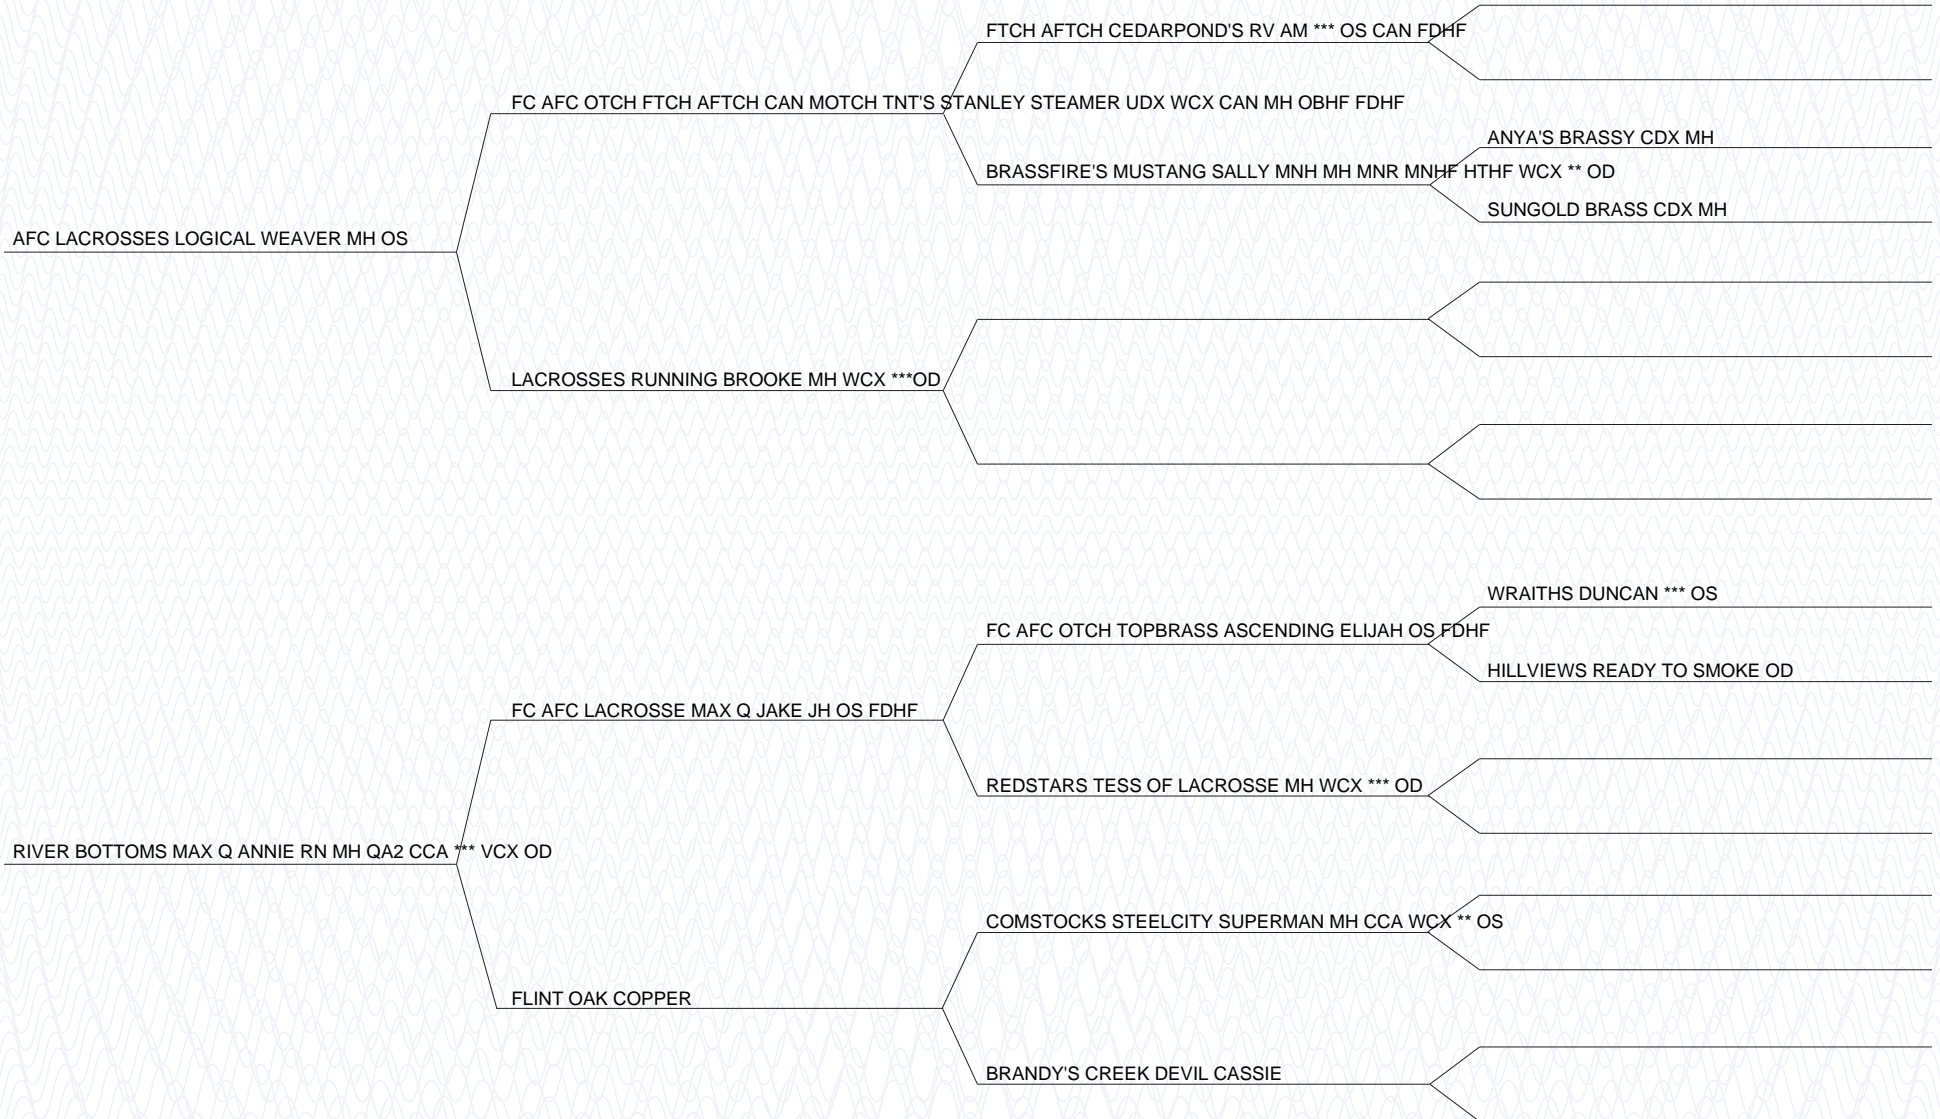 FTCH AFTCH CEDARPOND'S RV AM *** OS CAN FDHF
FC AFC OTCH FTCH AFTCH CAN MOTCH TNT'S STANLEY STEAMER UDX WCX CAN MH OBHF FDHF
ANYA'S BRASSY CDX MH
BRASSFIRE'S MUSTANG SALLY MNH MH MNR MNHF HTHF WCX ** OD
SUNGOLD BRASS CDX MH
AFC LACROSSES LOGICAL WEAVER MH OS
LACROSSES RUNNING BROOKE MH WCX ***OD
WRAITHS DUNCAN *** OS
FC AFC OTCH TOPBRASS ASCENDING ELIJAH OS FDHF
HILLVIEWS READY TO SMOKE OD
FC AFC LACROSSE MAX Q JAKE JH OS FDHF
REDSTARS TESS OF LACROSSE MH WCX *** OD
RIVER BOTTOMS MAX Q ANNIE RN MH QA2 CCA *** VCX OD
COMSTOCKS STEELCITY SUPERMAN MH CCA WCX ** OS
FLINT OAK COPPER
BRANDY'S CREEK DEVIL CASSIE